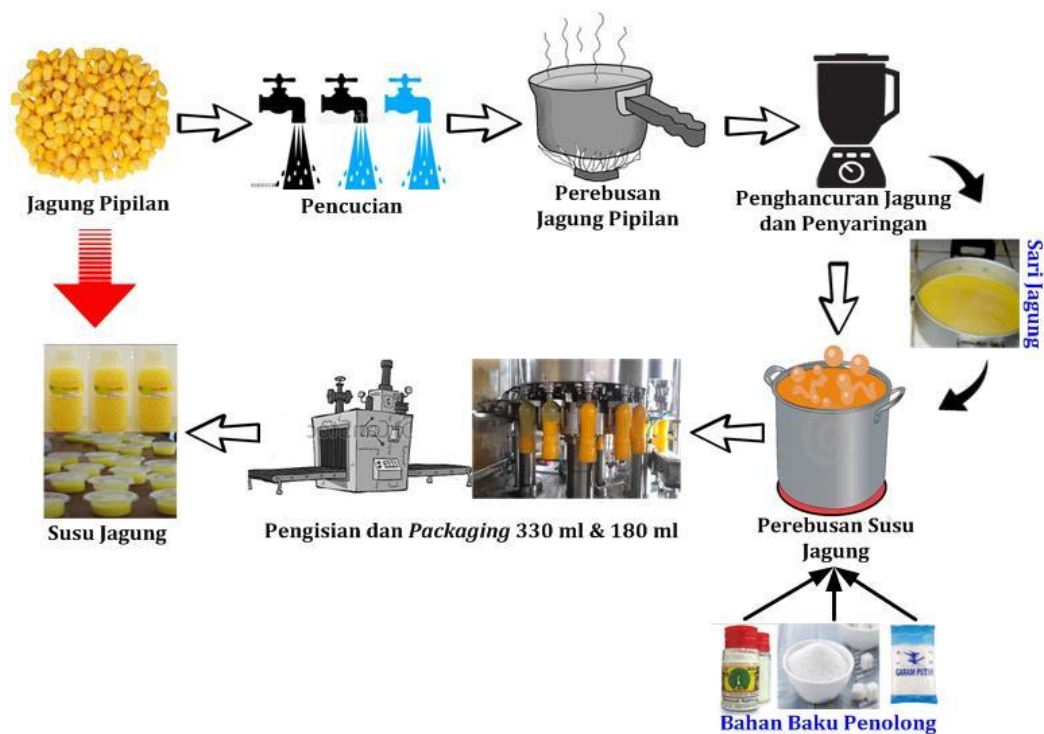 Jagung Pipilan
Pencucian
Perebusan
Jagung Pipilan
Penghancuran Jagung
dan Penyaringan
Sari Jagung
Perebusan Susu
Jagung
Pengisian dan Packaging 330 ml & 180 ml
Susu Jagung
GARAM PUTIH
Bahan Baku Penolong